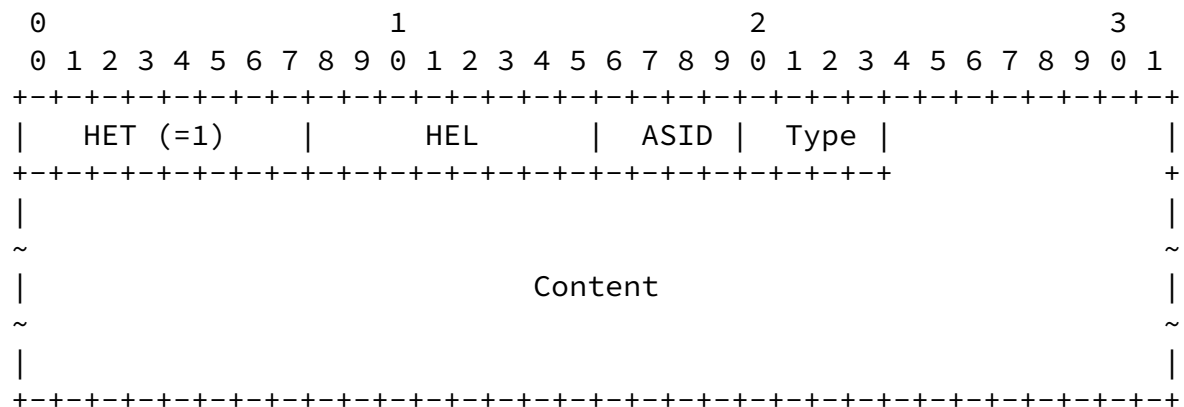 0                   1                   2                   3
 0 1 2 3 4 5 6 7 8 9 0 1 2 3 4 5 6 7 8 9 0 1 2 3 4 5 6 7 8 9 0 1
+-+-+-+-+-+-+-+-+-+-+-+-+-+-+-+-+-+-+-+-+-+-+-+-+-+-+-+-+-+-+-+-+
|   HET (=1)    |      HEL      |  ASID |  Type |               |
+-+-+-+-+-+-+-+-+-+-+-+-+-+-+-+-+-+-+-+-+-+-+-+-+               +
|                                                               |
~                                                               ~
|                            Content                            |
~                                                               ~
|                                                               |
+-+-+-+-+-+-+-+-+-+-+-+-+-+-+-+-+-+-+-+-+-+-+-+-+-+-+-+-+-+-+-+-+